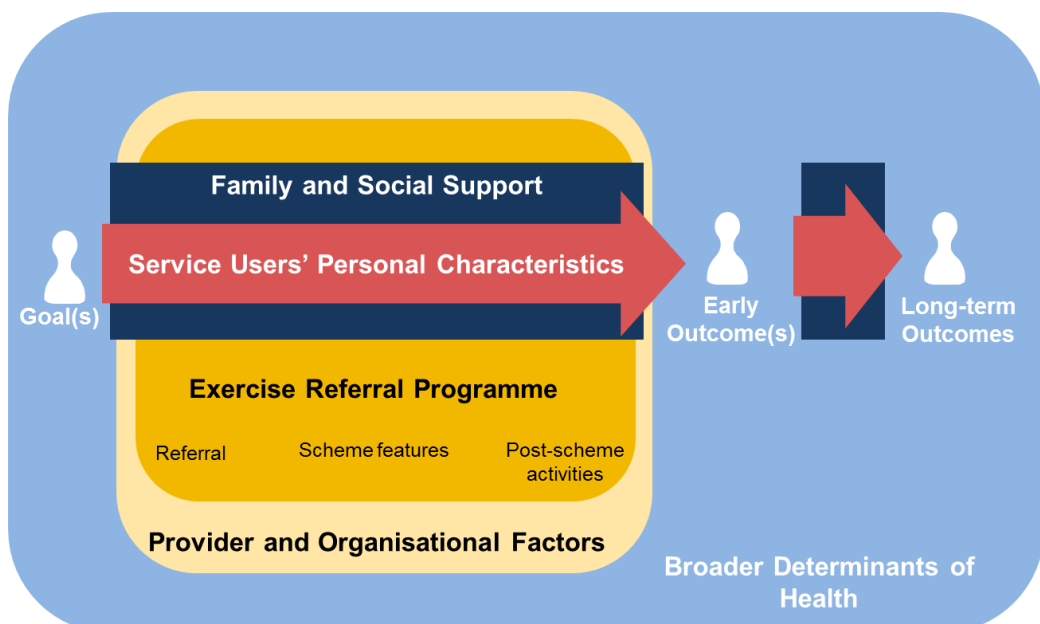 Family and Social Support
Service Users’ Personal Characteristics
Goal(s)
Early
Outcome(s)
Long-term
Outcomes
Exercise Referral Programme
Referral
Scheme features
Post-scheme
activities
Provider and Organisational Factors
Broader Determinants of
Health